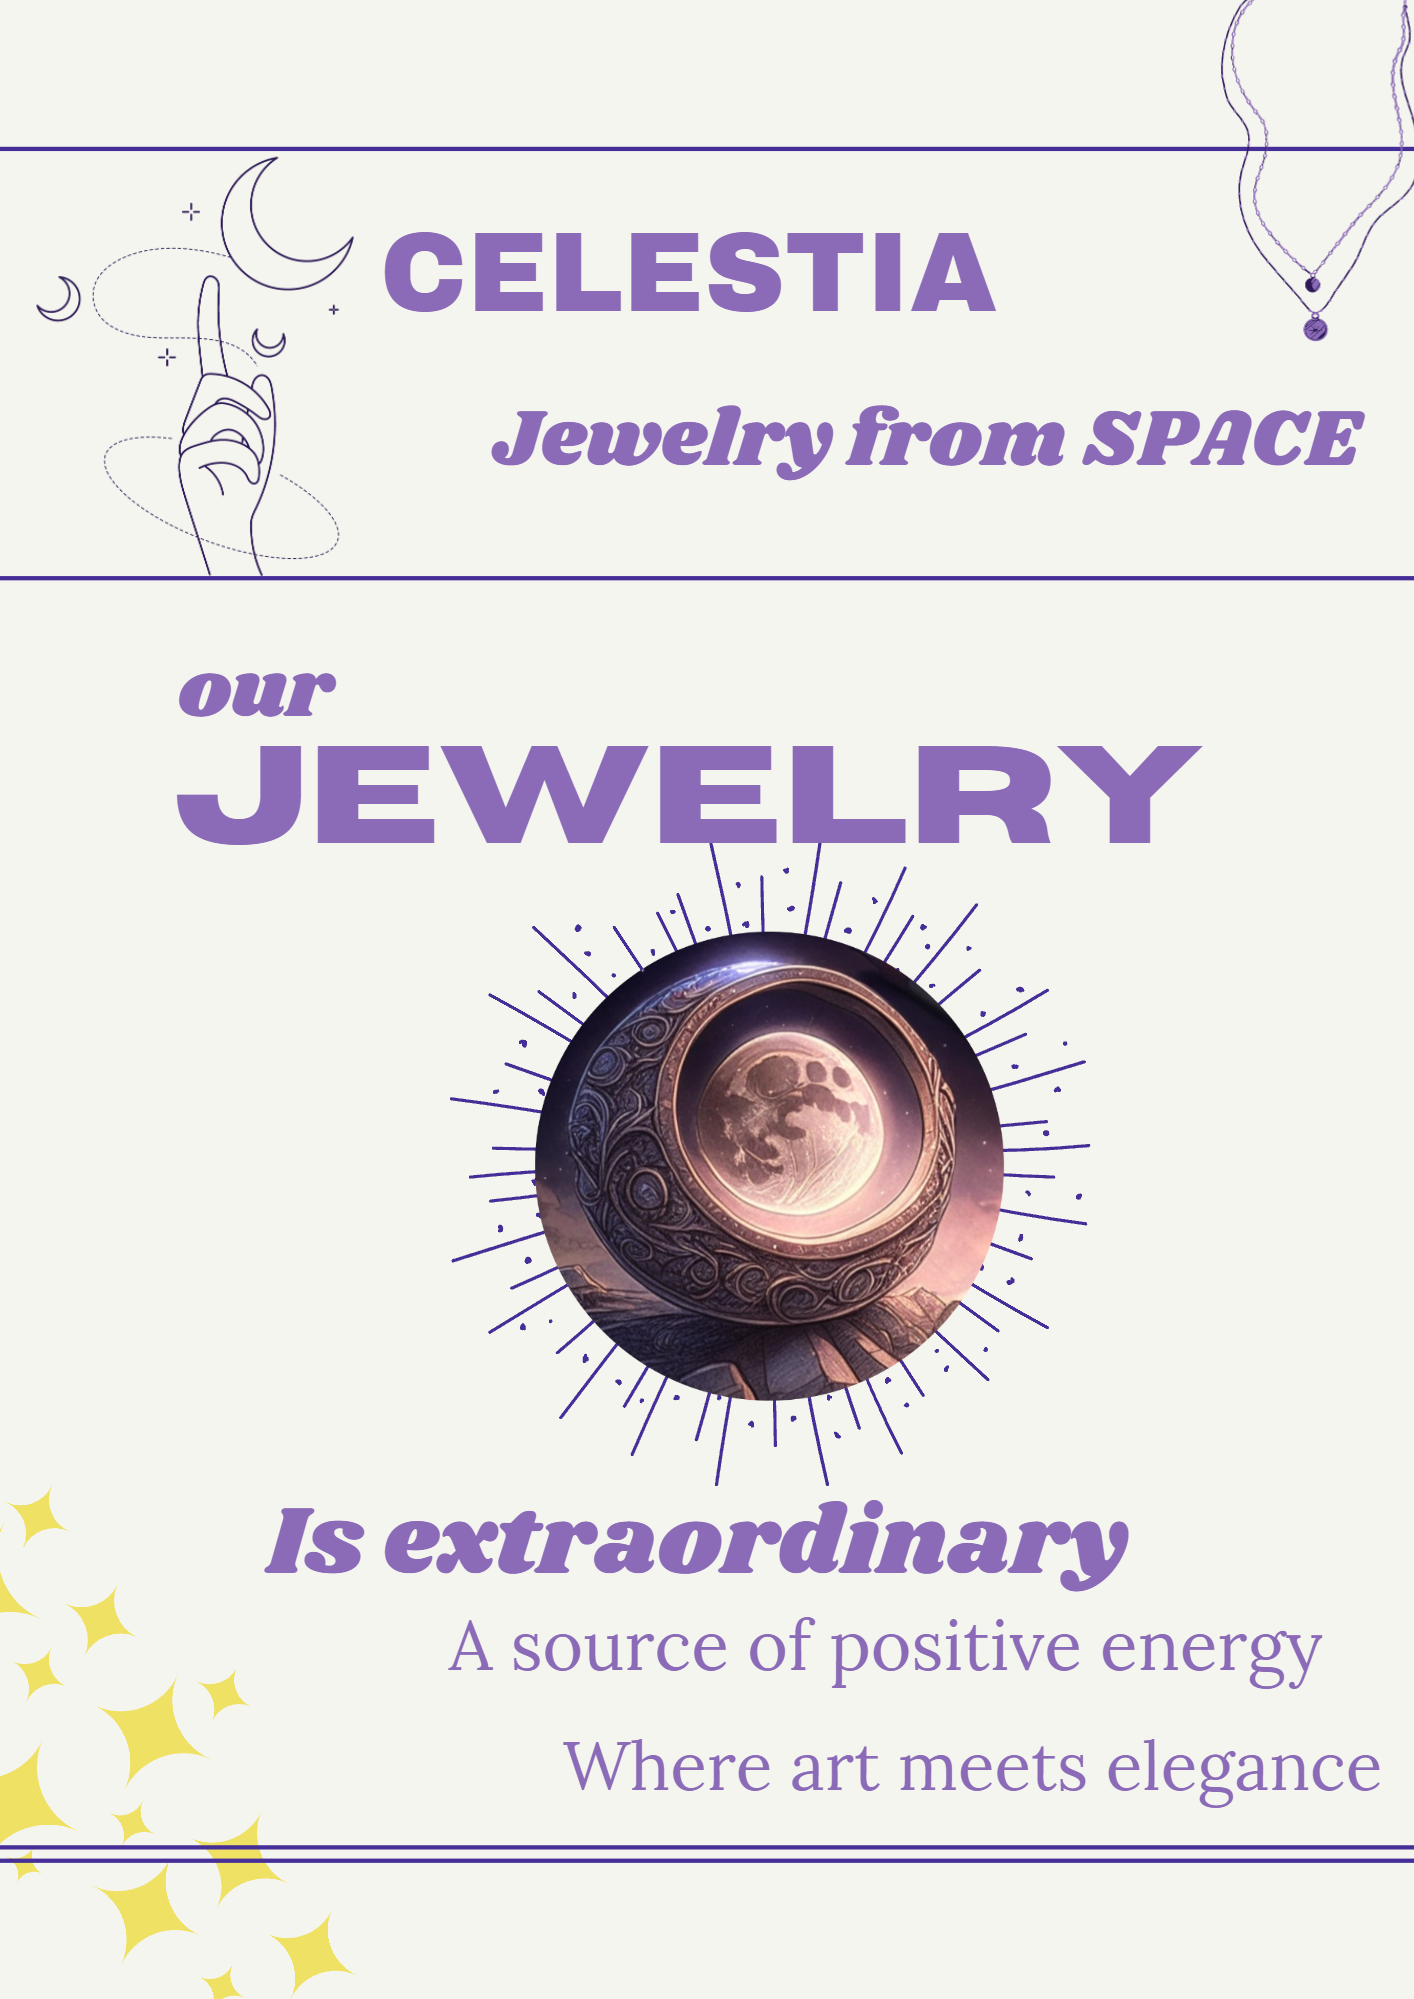 CELESTIA
Jewelry from SPACE
our
JEWELRY
Is extraordinary
A source of positive energy
Where art meets elegance